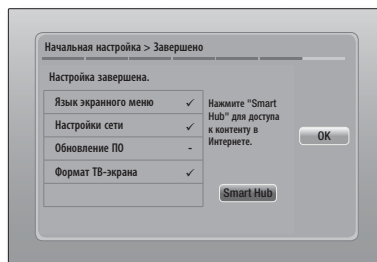 Начальная настройка > Завершено
Настройка завершена.
Язык экранного меню ✓
Настройки сети ✓
Обновление ПО -
Формат ТВ-экрана ✓
Нажмите "Smart
Hub" для доступа
к контенту в
Интернете.
Smart Hub
OK